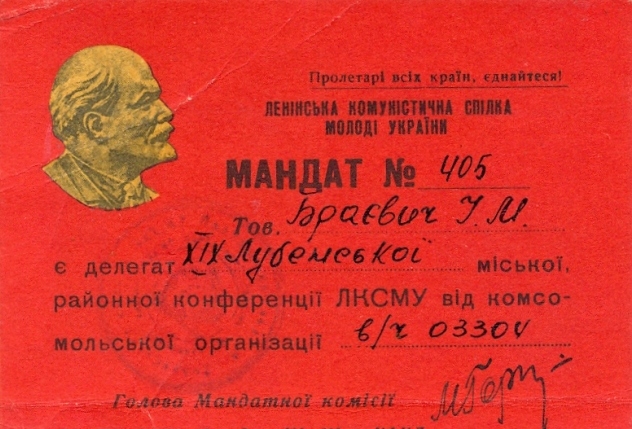 Пролетарі всіх країн, єднайтеся!
ЛЕНІНСЬКА КОМУНІСТИЧНА СПІЛКА
МОЛОДІ УКРАЇНИ
МАНДАТ № 405
Тов. Браєвич І. М.
є делегат XIX Лубенської міської,
районної конференції ЛКСМУ від комсо-
мольської організації в/ч 03304
Голова Мандатної комісії